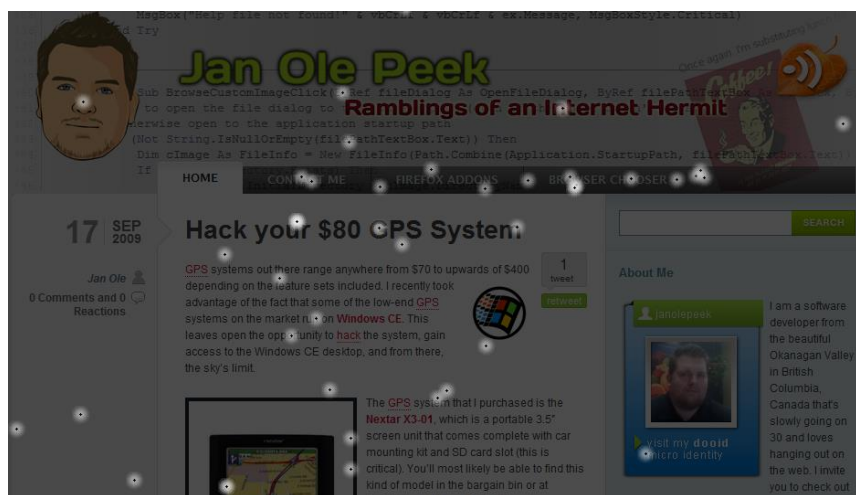 MsgBox("Help file not found!" & vbCrLf & vbCrLf & ex.Message, MsgBoxStyle.Critical)
d Try
Once again, I'm substituting
Jan Ole Peek
Coffee!
Sub BrowseCustomImageClick( Ref fileDialog As OpenFileDialog, ByRef filePathTextBox As
Ramblings of an Internet Hermit
to open the file dialog to
herwise open to the application startup path
(Not String.IsNullOrEmpty(filePathTextBox.Text)) Then
Dim cImage As FileInfo = New FileInfo(Path.Combine(Application.StartupPath, filePathTextBox.Text))
If
HOME CONTACT ME FIREFOX ADDONS BROWSER CHOOSER
17 SEP
2009
Jan Ole
0 Comments and 0
Reactions
Hack your $80 GPS System
GPS systems out there range anywhere from $70 to upwards of $400
depending on the feature sets included. I recently took
advantage of the fact that some of the low-end GPS
systems on the market run on Windows CE. This
leaves open the opportunity to hack the system, gain
access to the Windows CE desktop, and from there,
the sky's limit.
1
tweet
retweet
The GPS system that I purchased is the
Nextar X3-01, which is a portable 3.5"
screen unit that comes complete with car
mounting kit and SD card slot (this is
critical). You'll most likely be able to find this
kind of model in the bargain bin or at
SEARCH
About Me
janolepeek
visit my dooid
micro identity
I am a software
developer from
the beautiful
Okanagan Valley
in British
Columbia,
Canada that's
slowly going on
30 and loves
hanging out on
the web. I invite
you to check out